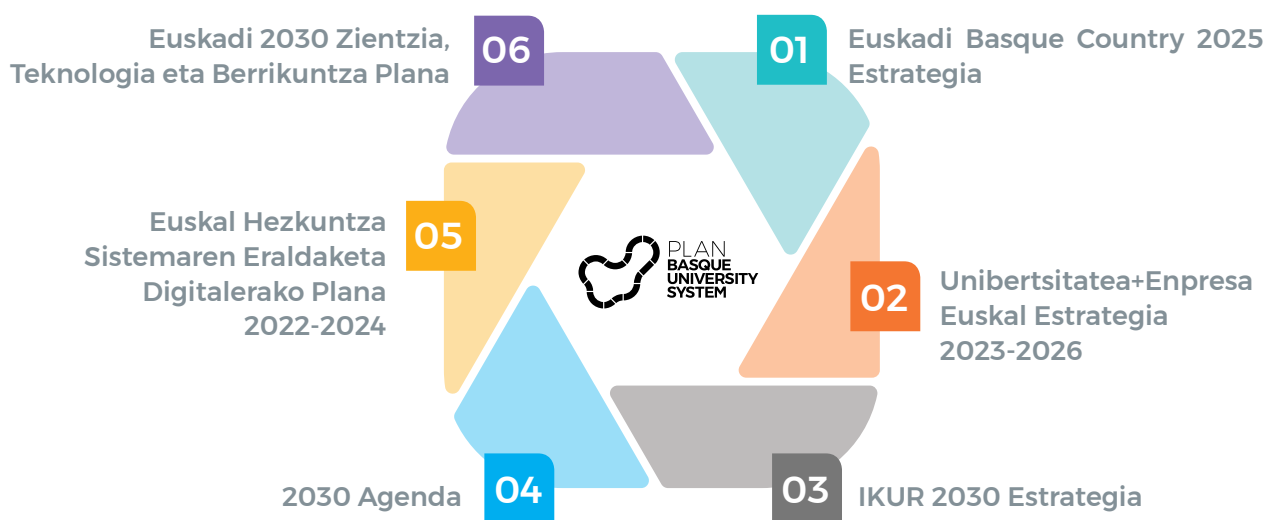 01
Euskadi Basque Country 2025
Estrategia
02
Unibertsitatea+Enpresa
Euskal Estrategia
2023-2026
03
IKUR 2030 Estrategia
04
2030 Agenda
05
Euskal Hezkuntza
Sistemaren Eraldaketa
Digitalerako Plana
2022-2024
06
Euskadi 2030 Zientzia,
Teknologia eta Berrikuntza Plana
PLAN
BASQUE
UNIVERSITY
SYSTEM